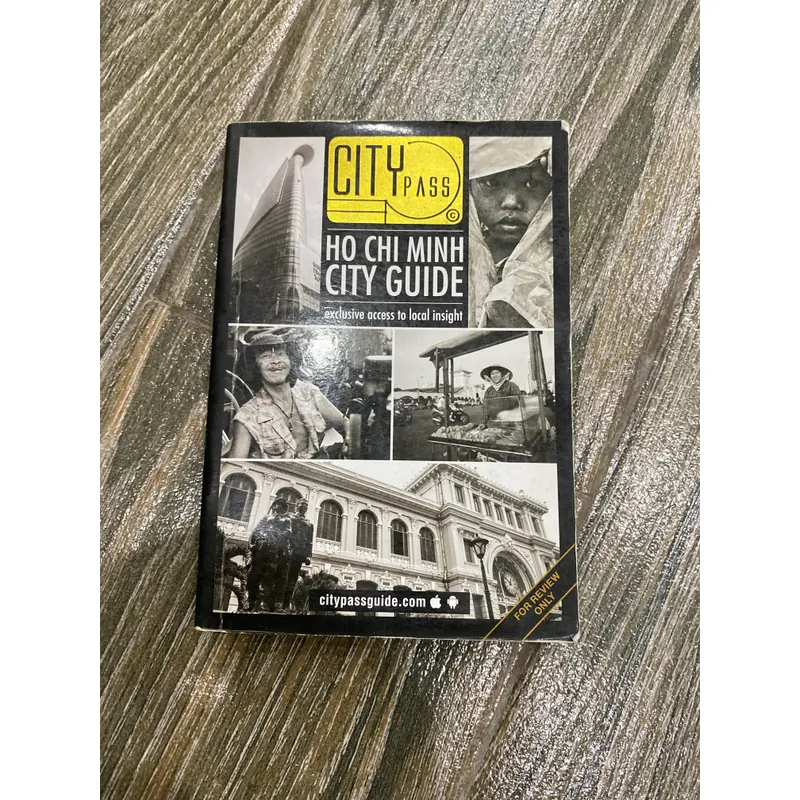 CITY PASS
©
HO CHI MINH
CITY GUIDE
exclusive access to local insight
citypassguide.com
FOR REVIEW
ONLY